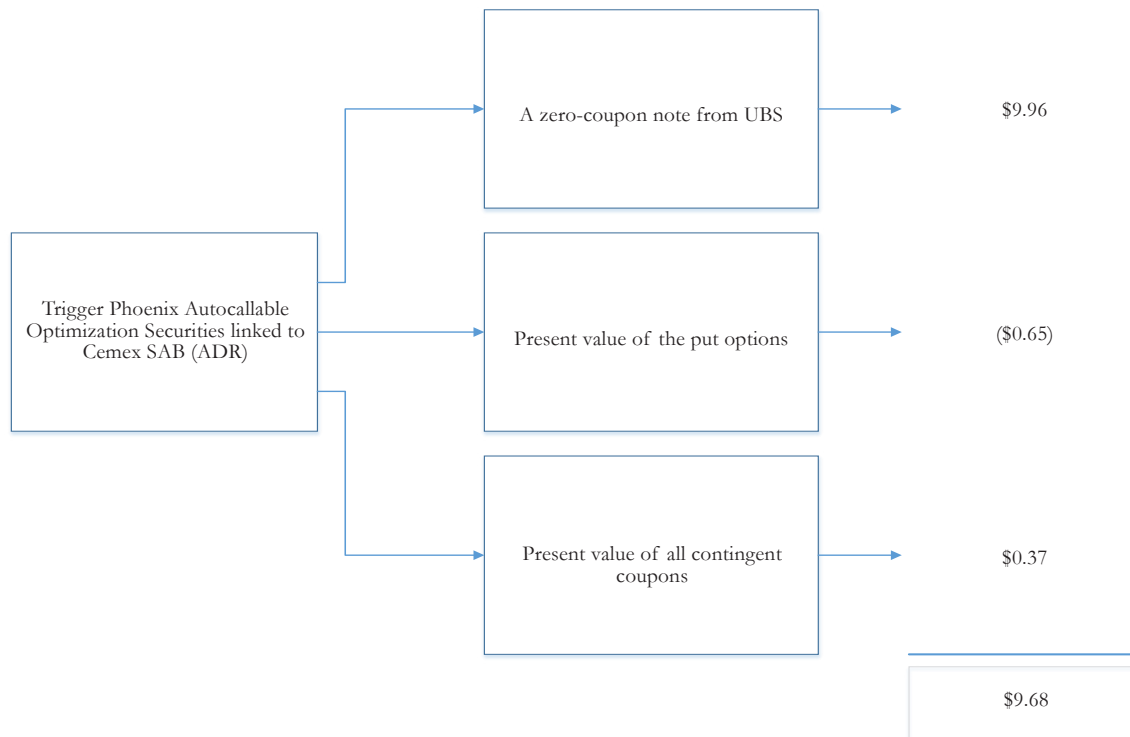 A zero-coupon note from UBS
$9.96
Trigger Phoenix Autocallable
Optimization Securities linked to
Cemex SAB (ADR)
Present value of the put options
($0.65)
Present value of all contingent
coupons
$0.37
$9.68